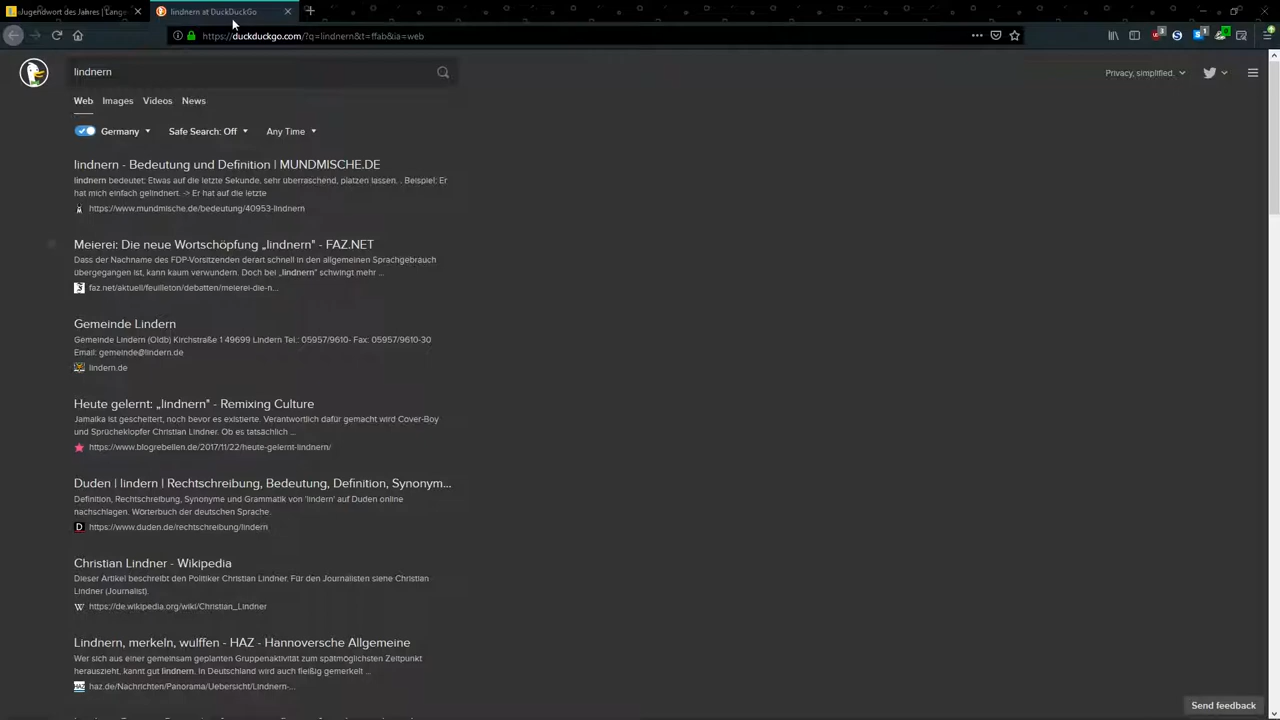 Jugendwort des Jahres | Lange
lindnern at DuckDuckGo
https://duckduckgo.com/?q=lindnern&t=ffab&ia=web
lindnern
Privacy, simplified.
Web Images Videos News
Germany Safe Search: Off Any Time
lindnern - Bedeutung und Definition | MUNDMISCHE.DE
lindnern bedeutet: Etwas auf die letzte Sekunde, sehr überraschend, platzen lassen. . Beispiel: Er
hat mich einfach gelindnert. -> Er hat auf die letzte
https://www.mundmische.de/bedeutung/40953-lindnern
Meierei: Die neue Wortschöpfung „lindnern" - FAZ.NET
Dass der Nachname des FDP-Vorsitzenden derart schnell in den allgemeinen Sprachgebrauch
übergegangen ist, kann kaum verwundern. Doch bei „lindnern" schwingt mehr ...
faz.net/aktuell/feuilleton/debatten/meierei-die-n...
Gemeinde Lindern
Gemeinde Lindern (Oldb) Kirchstraße 1 49699 Lindern Tel.: 05957/9610- Fax: 05957/9610-30
Email: gemeinde@lindern.de
lindern.de
Heute gelernt: „lindnern" - Remixing Culture
Jamaika ist gescheitert, noch bevor es existierte. Verantwortlich dafür gemacht wird Cover-Boy
und Sprücheklopfer Christian Lindner. Ob es tatsächlich ...
https://www.blogrebellen.de/2017/11/22/heute-gelernt-lindnern/
Duden | lindern | Rechtschreibung, Bedeutung, Definition, Synonym...
Definition, Rechtschreibung, Synonyme und Grammatik von 'lindern' auf Duden online
nachschlagen. Wörterbuch der deutschen Sprache.
D https://www.duden.de/rechtschreibung/lindern
Christian Lindner - Wikipedia
Dieser Artikel beschreibt den Politiker Christian Lindner. Für den Journalisten siehe Christian
Lindner (Journalist).
W https://de.wikipedia.org/wiki/Christian_Lindner
Lindnern, merkeln, wulffen - HAZ - Hannoversche Allgemeine
Wer sich aus einer gemeinsam geplanten Gruppenaktivität zum spätmöglichsten Zeitpunkt
herauszieht, kannt gut lindnern. In Deutschland wird auch fleißig gemerkelt ...
haz.de/Nachrichten/Panorama/Uebersicht/Lindnern-...
Send feedback